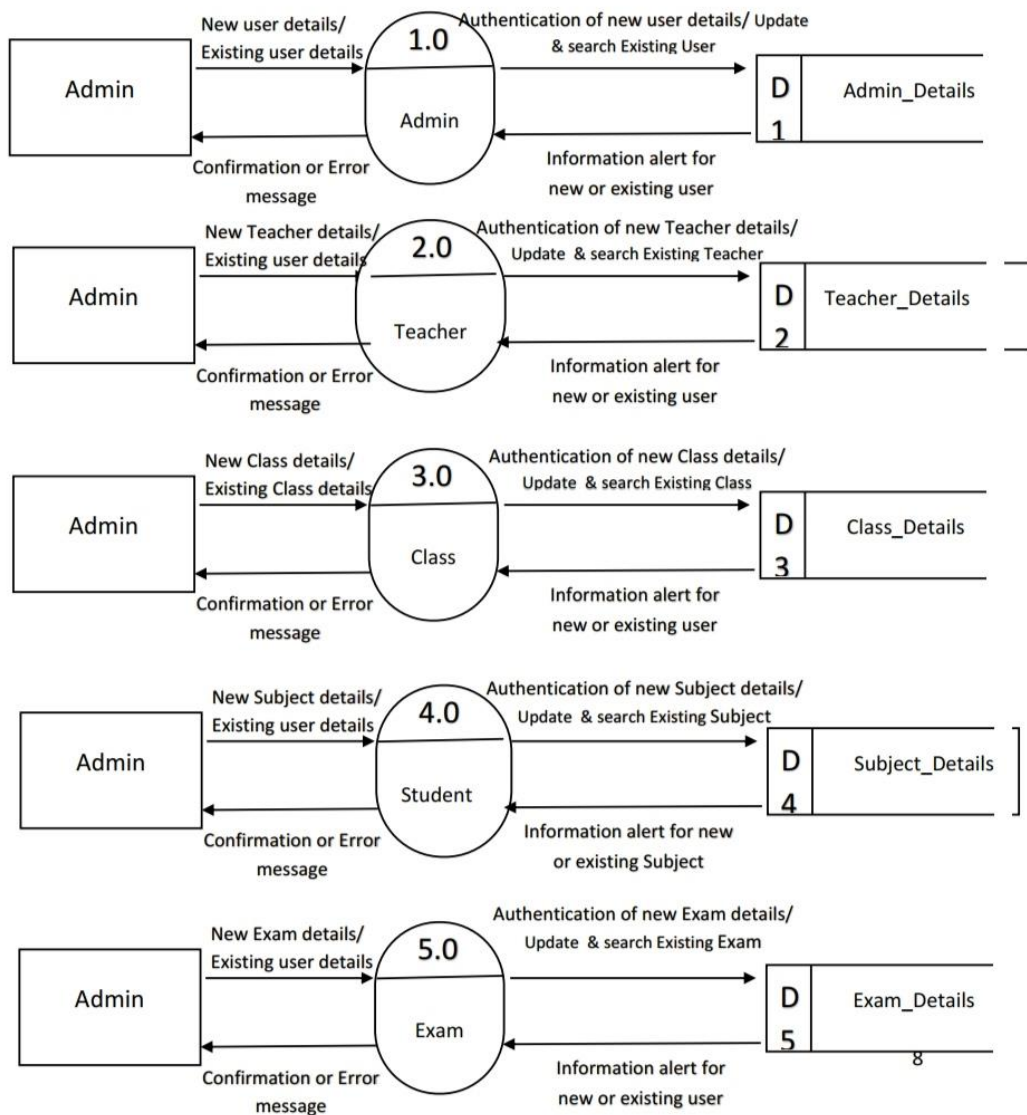 New user details/
Existing user details
1.0
Authentication of new user details/ Update
& search Existing User
Admin
Admin
D
1
Admin_Details
Confirmation or Error
message
Information alert for
new or existing user
New Teacher details/
Existing user details
2.0
Authentication of new Teacher details/
Update & search Existing Teacher
Admin
Teacher
D
2
Teacher_Details
Confirmation or Error
message
Information alert for
new or existing user
New Class details/
Existing Class details
3.0
Authentication of new Class details/
Update & search Existing Class
Admin
Class
D
3
Class_Details
Confirmation or Error
message
Information alert for
new or existing user
New Subject details/
Existing user details
4.0
Authentication of new Subject details/
Update & search Existing Subject
Admin
Student
D
4
Subject_Details
Confirmation or Error
message
Information alert for new
or existing Subject
New Exam details/
Existing user details
5.0
Authentication of new Exam details/
Update & search Existing Exam
Admin
Exam
D
5
Exam_Details
8
Confirmation or Error
message
Information alert for
new or existing user